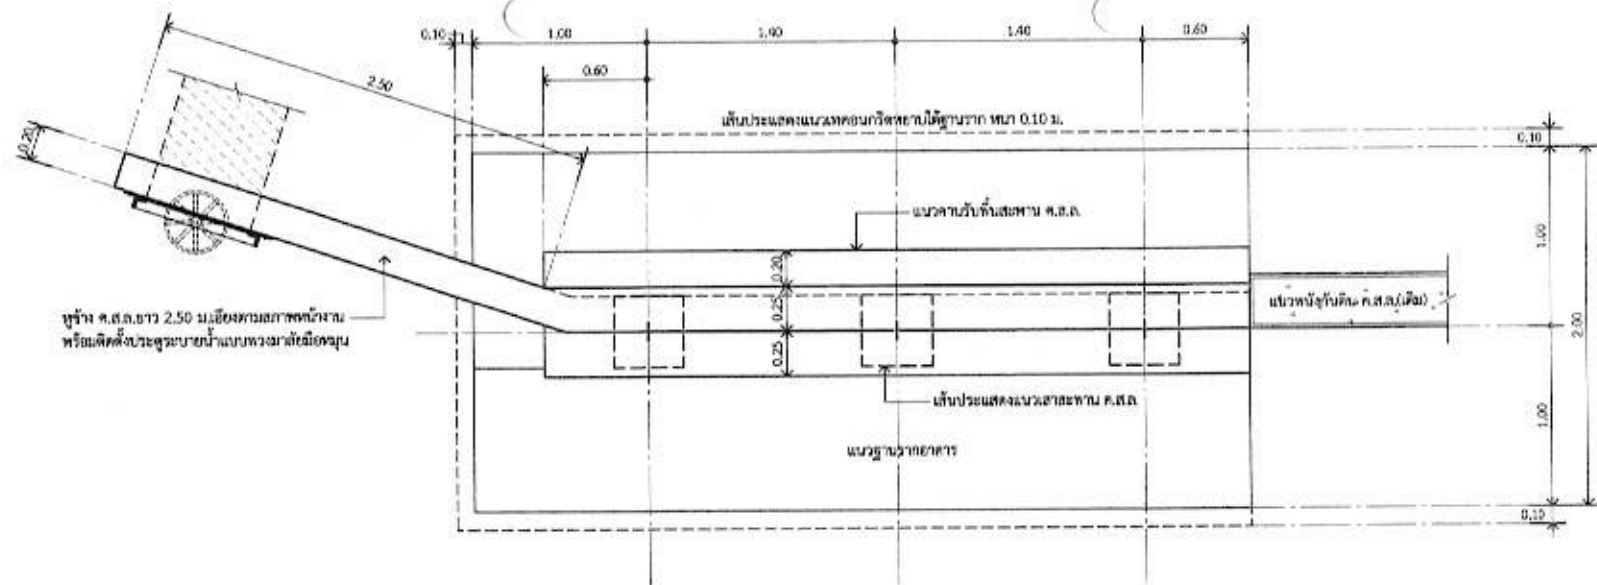 0.10
1.00
1.40
1.40
0.60
0.60
2.50
0.20
เส้นประแสดงแนวเทคอนกรีตหยาบใต้ฐานราก หนา 0.10 ม.
0.10
แนวคานรับพื้นสะพาน ค.ส.ล.
1.00
0.20
0.25
แนวผนังกันดิน ค.ส.ล.(เดิม)
หูช้าง ค.ส.ล.ยาว 2.50 ม.เอียงตามสภาพหน้างาน
พร้อมติดตั้งประตูระบายน้ำแบบพวงมาลัยมือหมุน
2.00
0.25
เส้นประแสดงแนวเสาสะพาน ค.ส.ล.
1.00
แนวฐานรากอาคาร
0.10